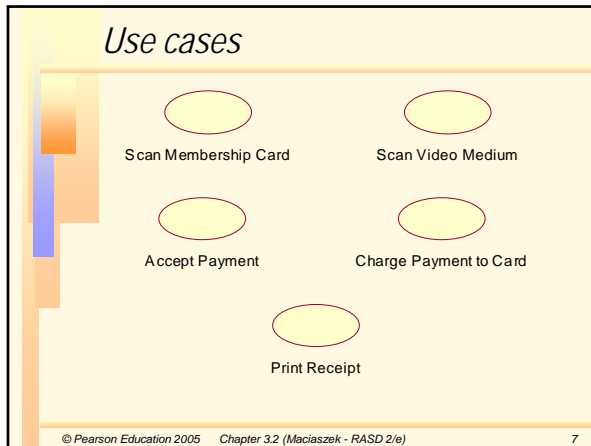 Use cases
Scan Membership Card
Scan Video Medium
Accept Payment
Charge Payment to Card
Print Receipt
© Pearson Education 2005 Chapter 3.2 (Maciaszek - RASD 2/e) 7